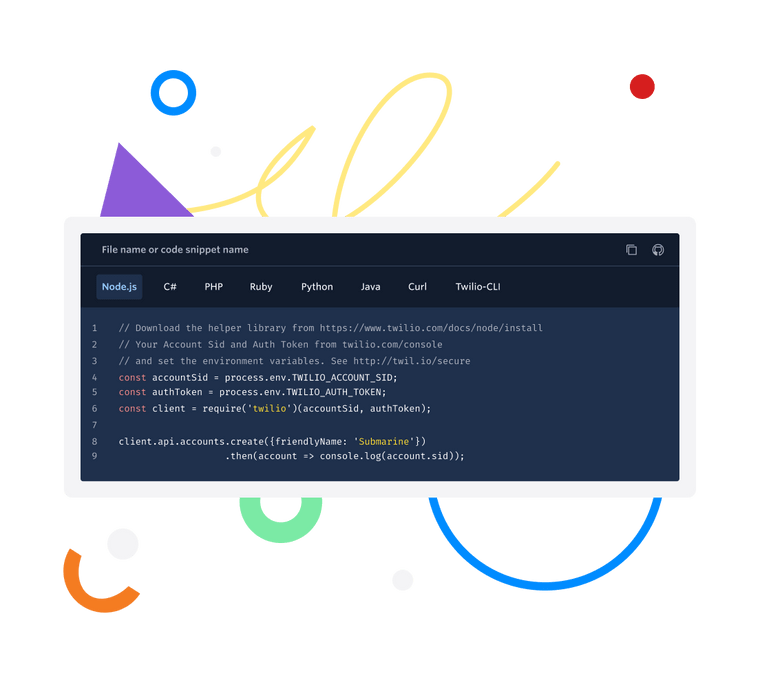 File name or code snippet name
Node.js C# PHP Ruby Python Java Curl Twilio-CLI
1 // Download the helper library from https://www.twilio.com/docs/node/install
2 // Your Account Sid and Auth Token from twilio.com/console
3 // and set the environment variables. See http://twil.io/secure
4 const accountSid = process.env.TWILIO_ACCOUNT_SID;
5 const authToken = process.env.TWILIO_AUTH_TOKEN;
6 const client = require('twilio')(accountSid, authToken);
7
8 client.api.accounts.create({friendlyName: 'Submarine'})
9 .then(account => console.log(account.sid));